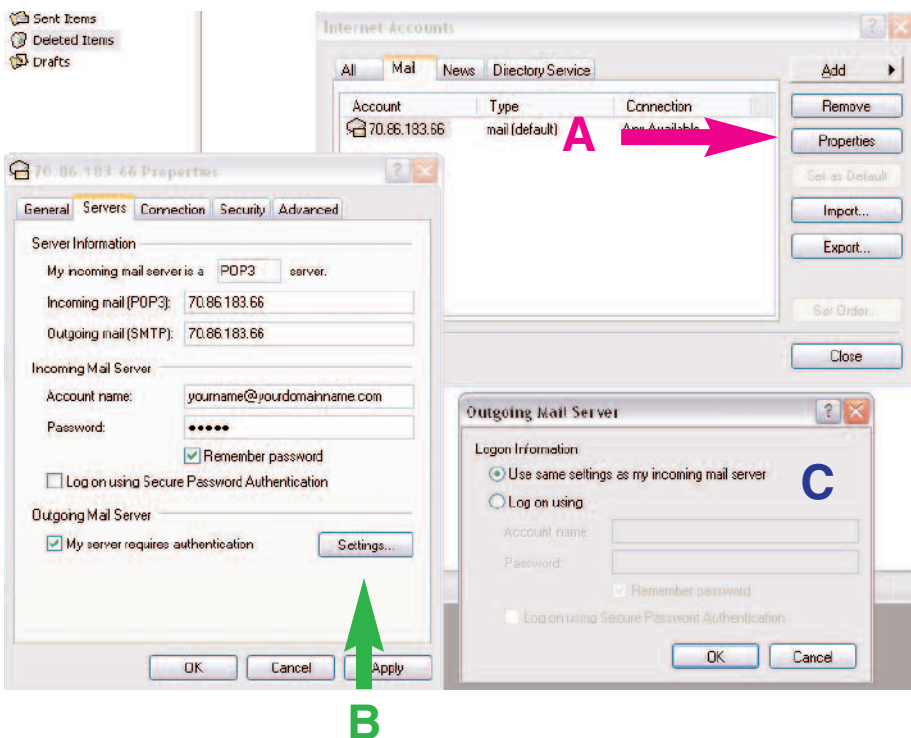 Sent Items
Deleted Items
Drafts
Internet Accounts
All Mail News Directory Service
Account Type Connection
70.86.183.66 mail (default) Any Available
Add
Remove
Properties
Set as Default
Import...
Export...
Set Order...
Close
A
70.86.183.66 Properties
General Servers Connection Security Advanced
Server Information
My incoming mail server is a POP3 server.
Incoming mail (POP3): 70.86.183.66
Outgoing mail (SMTP): 70.86.183.66
Incoming Mail Server
Account name: yourname@yourdomainname.com
Password: •••••
Remember password
Log on using Secure Password Authentication
Outgoing Mail Server
My server requires authentication Settings...
OK Cancel Apply
B
Outgoing Mail Server
Logon Information
Use same settings as my incoming mail server
Log on using
C
Account name:
Password:
Remember password
Log on using Secure Password Authentication
OK Cancel